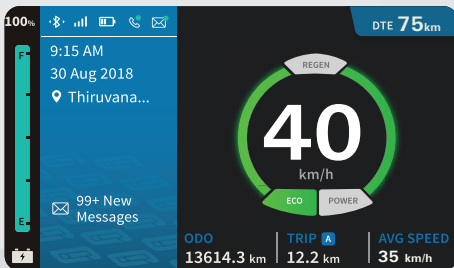 100%
F
E
9:15 AM
30 Aug 2018
Thiruvana...
99+ New
Messages
DTE 75km
REGEN
40
km/h
ECO
POWER
ODO
13614.3 km
TRIP A
12.2 km
AVG SPEED
35 km/h